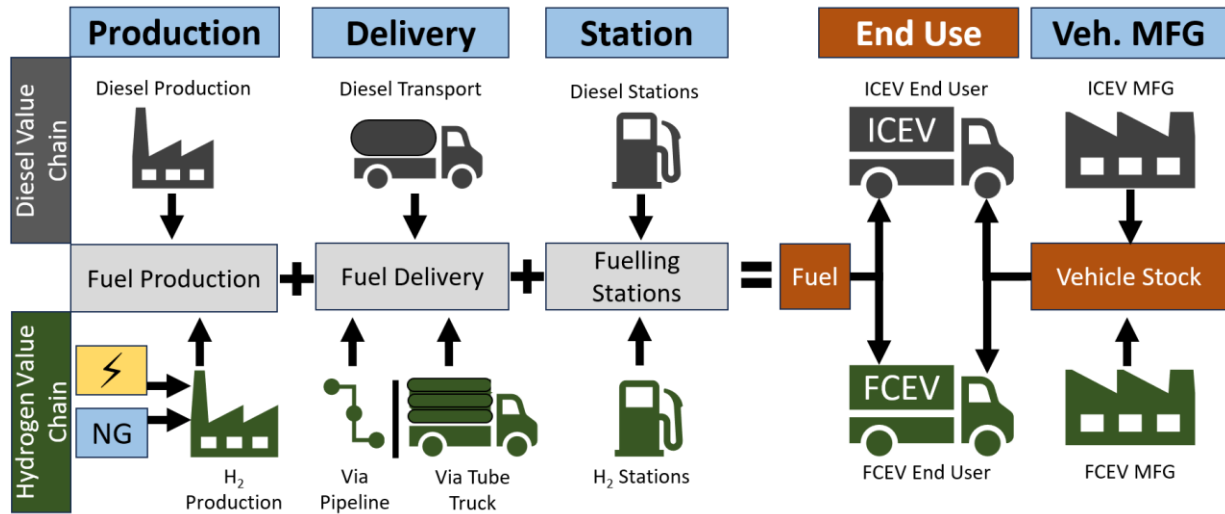 Production
Delivery
Station
End Use
Veh. MFG
Diesel Value
Chain
Diesel Production
Diesel Transport
Diesel Stations
ICEV End User
ICEV MFG
ICEV
Fuel Production
+
Fuel Delivery
+
Fuelling
Stations
=
Fuel
Vehicle Stock
Hydrogen Value
Chain
NG
FCEV
H₂
Production
Via
Pipeline
Via Tube
Truck
H₂ Stations
FCEV End User
FCEV MFG